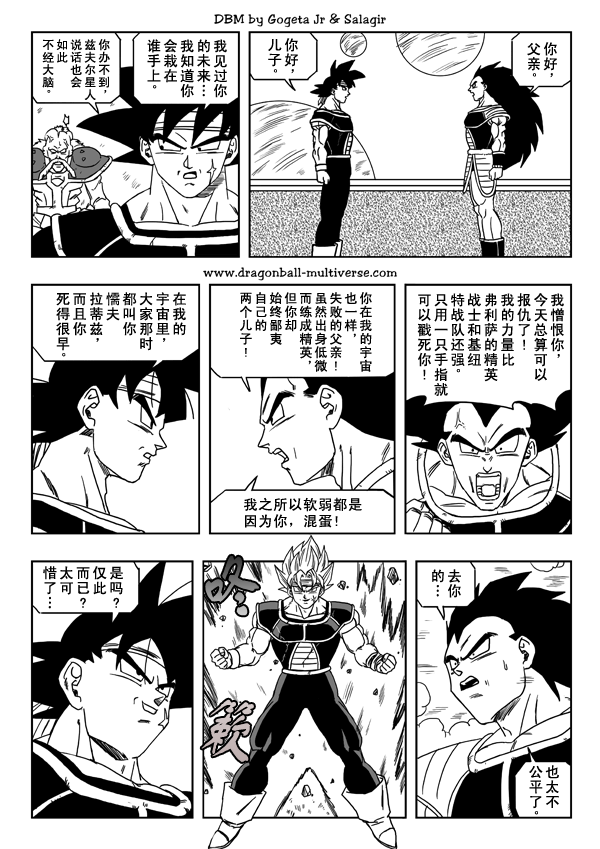 DBM by Gogeta Jr & Salagir
你好，
父亲。
你好，
儿子。
我见过你
的未来…
我知道你
会栽在
谁手上。
你办不到，
兹夫尔星人
说话也会
如此
不经大脑。
www.dragonball-multiverse.com
我憎恨你，
今天总算可以
报仇了！
我的力量比
弗利萨的精英
战士和基纽
特战队还强。
只用一只手指就
可以戳死你！
你在我的宇宙
也一样，
失败的父亲！
虽然出身低微
而练成精英，
但你却
始终鄙夷
自己的
两个儿子！
我之所以软弱都是
因为你，混蛋！
在我的
宇宙里，
大家那时
都叫你
懦夫
拉蒂兹，
而且你
死得很早。
去你
的…
也太不
公平了。
是吗？
仅此
而已？
太可
惜了…